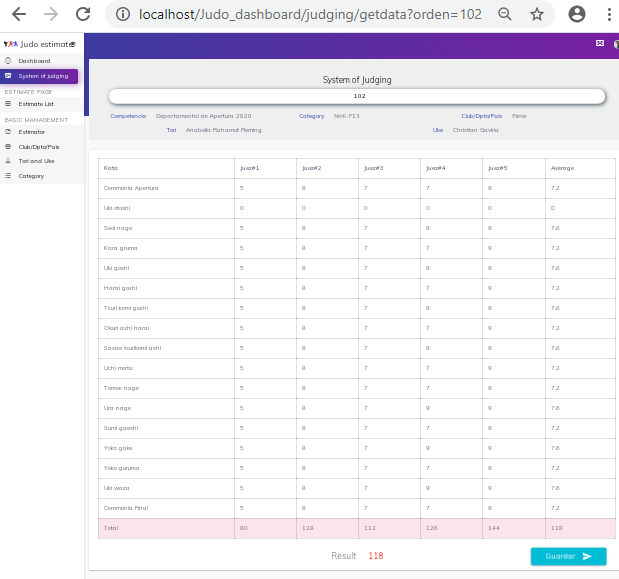 localhost/Judo_dashboard/judging/getdata?orden=102
Judo estimate
Dashboard
System of judging
ESTIMATE PAGE
Estimate List
BASIC MANAGEMENT
Estimator
Club/Dpto/Pais
Tori and Uke
Category
System of Judging
102
Competencia Departamental de Apertura 2020 Category NnK-P13 Club/Dpto/Pais Fénix
Tori Anabella Flaharnut Fleming Uke Christian Gaviria
Kata Juez#1 Juez#2 Juez#3 Juez#4 Juez#5 Average
Ceremonia Apertura 5 8 7 7 9 7.2
Uki otoshi 0 0 0 0 0 0
Seoi nage 5 8 7 9 9 7.6
Kara gruma 5 8 7 7 9 7.2
Uki goshi 5 8 7 9 9 7.6
Harai goshi 5 8 7 7 9 7.2
Tsuri komi goshi 5 8 7 9 9 7.6
Okuri ashi harai 5 8 7 7 9 7.2
Sasae tsurikomi ashi 5 8 7 9 9 7.6
Uchi mata 5 8 7 7 9 7.2
Tomoe nage 5 8 7 7 9 7.2
Ura nage 5 8 7 9 9 7.6
Sumi gaeshi 5 8 7 7 9 7.2
Yoko gake 5 8 7 9 9 7.6
Yoko guruma 5 8 7 7 9 7.2
Uki waza 5 8 7 9 9 7.6
Ceremonia Final 5 8 7 7 9 7.2
Total 80 128 112 126 144 118
Result 118 Guardar